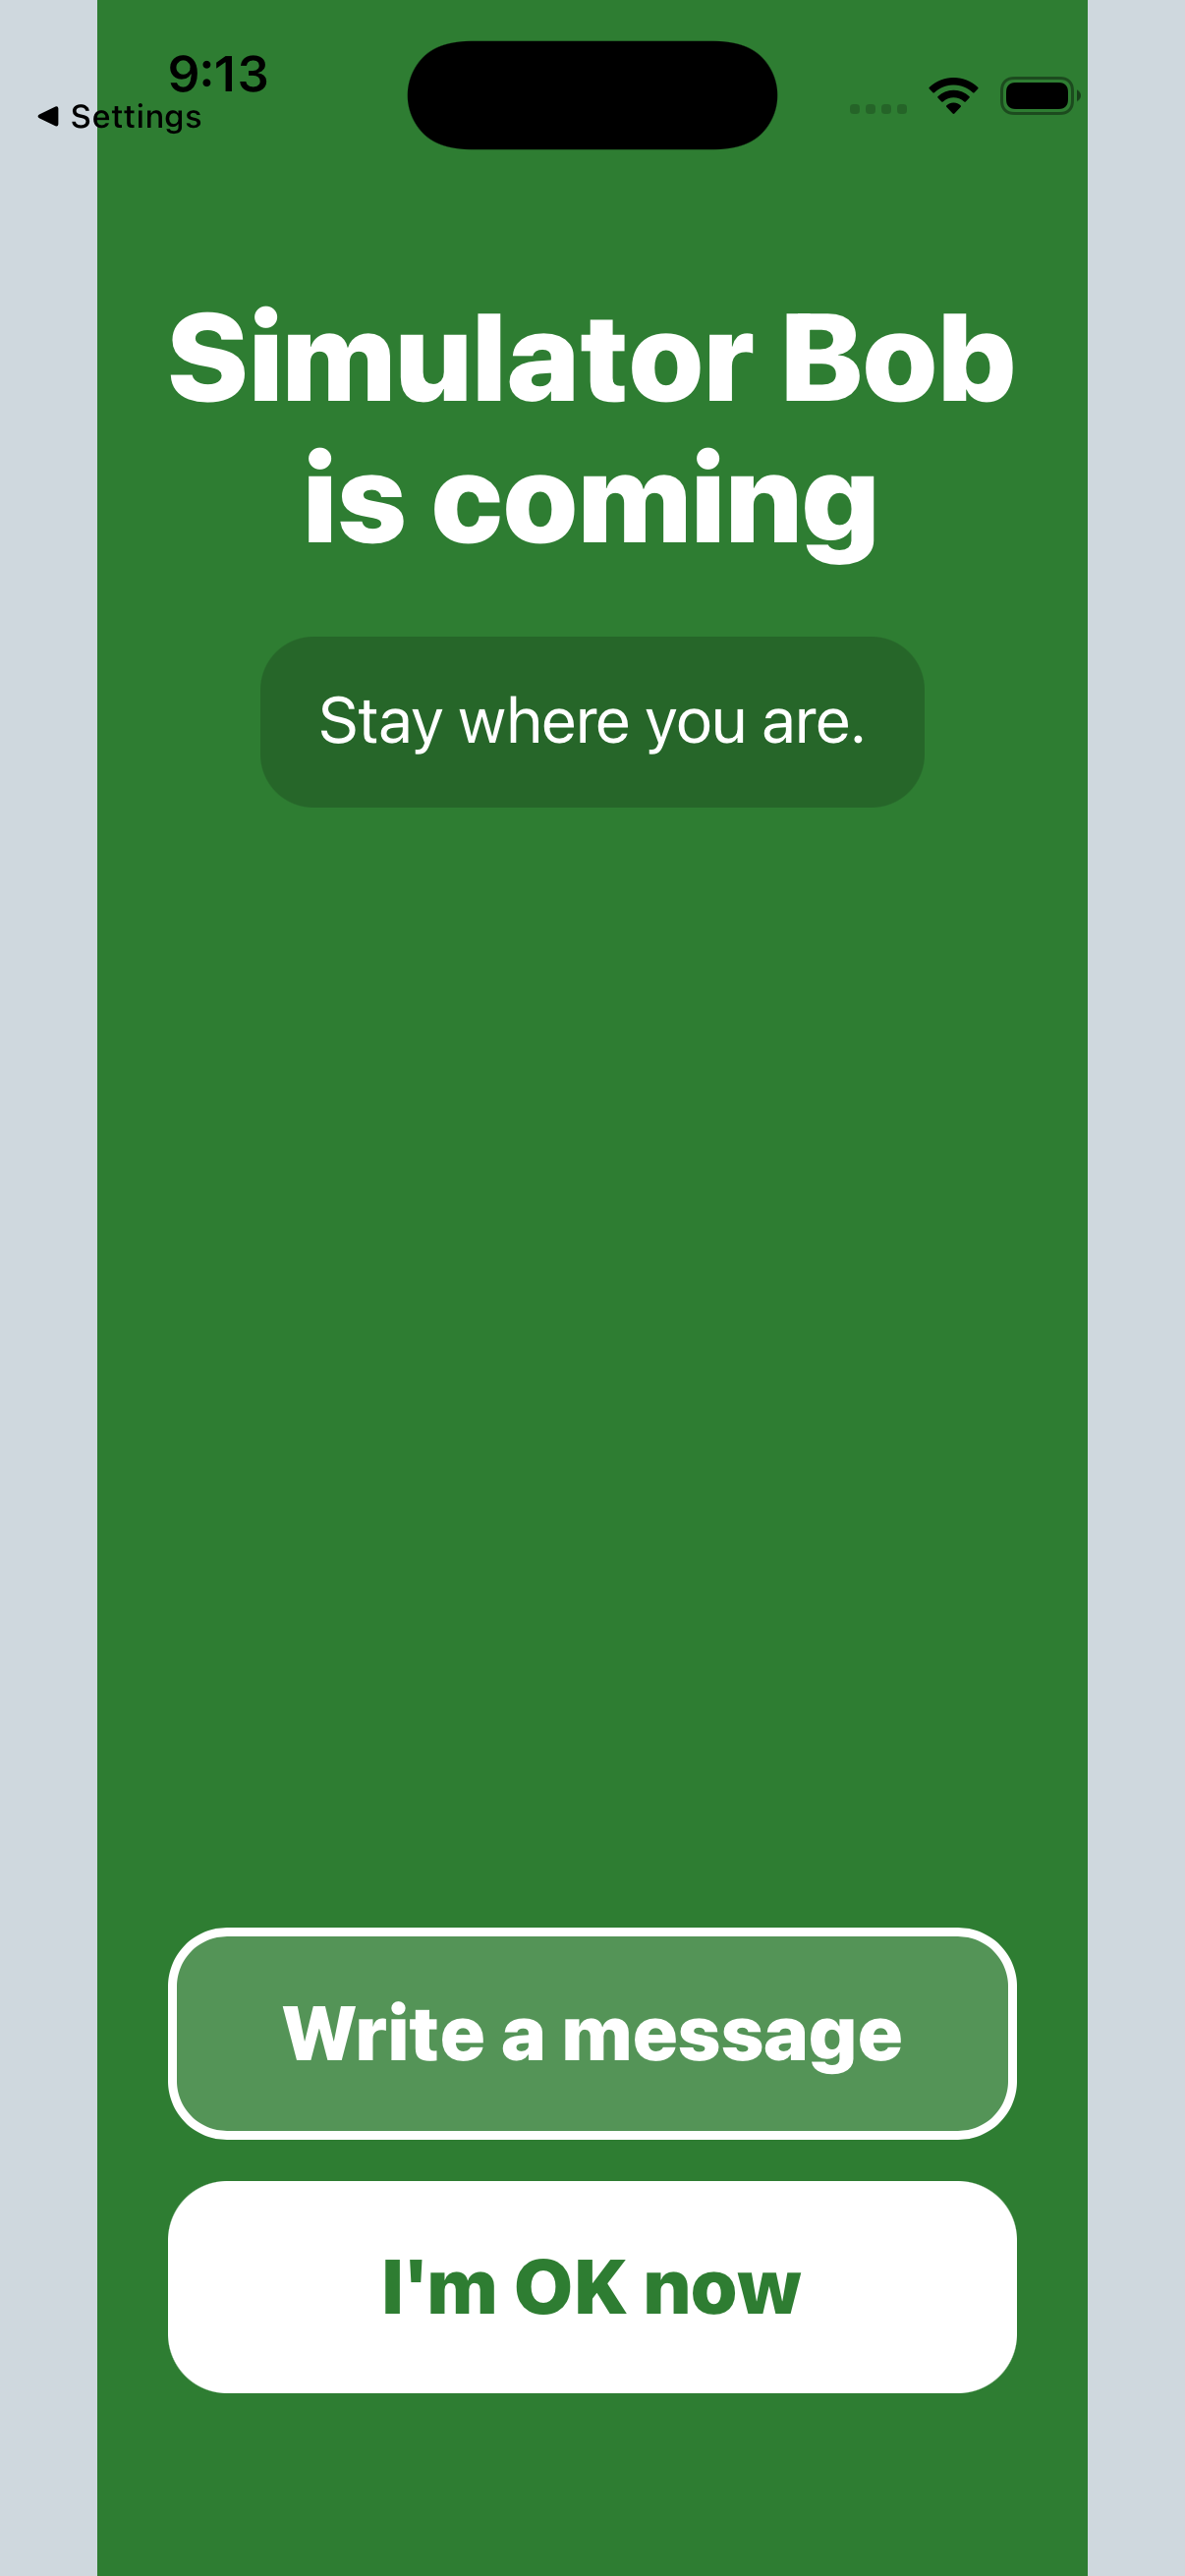 9:13
◀ Settings
Simulator Bob
is coming
Stay where you are.
Write a message
I'm OK now